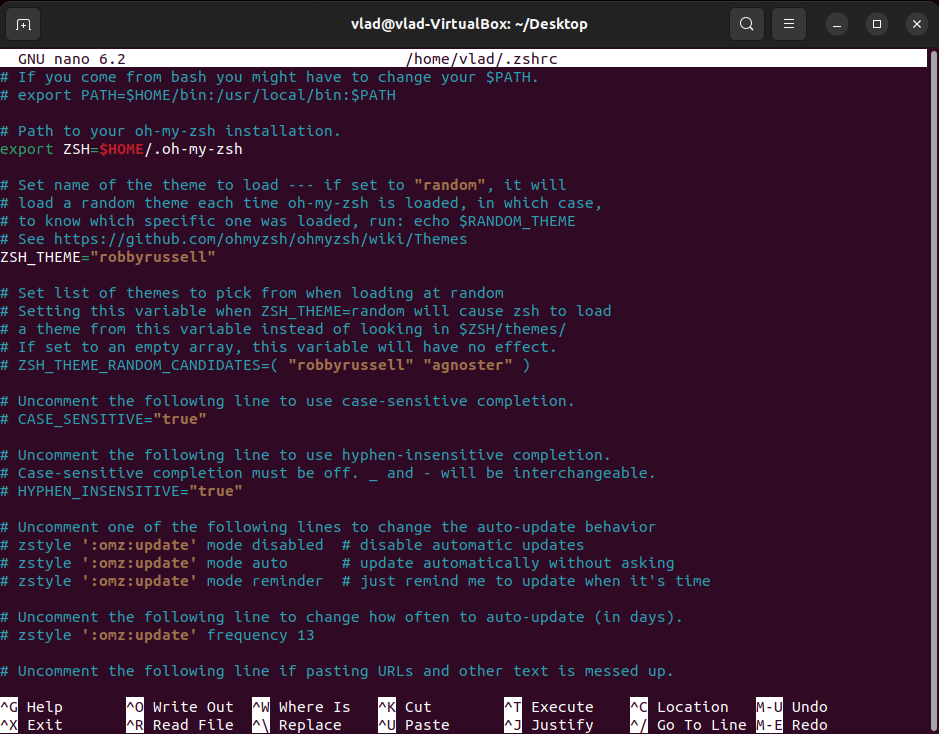 vlad@vlad-VirtualBox: ~/Desktop
GNU nano 6.2 /home/vlad/.zshrc
# If you come from bash you might have to change your $PATH.
# export PATH=$HOME/bin:/usr/local/bin:$PATH
# Path to your oh-my-zsh installation.
export ZSH=$HOME/.oh-my-zsh
# Set name of the theme to load --- if set to "random", it will
# load a random theme each time oh-my-zsh is loaded, in which case,
# to know which specific one was loaded, run: echo $RANDOM_THEME
# See https://github.com/ohmyzsh/ohmyzsh/wiki/Themes
ZSH_THEME="robbyrussell"
# Set list of themes to pick from when loading at random
# Setting this variable when ZSH_THEME=random will cause zsh to load
# a theme from this variable instead of looking in $ZSH/themes/
# If set to an empty array, this variable will have no effect.
# ZSH_THEME_RANDOM_CANDIDATES=( "robbyrussell" "agnoster" )
# Uncomment the following line to use case-sensitive completion.
# CASE_SENSITIVE="true"
# Uncomment the following line to use hyphen-insensitive completion.
# Case-sensitive completion must be off. _ and - will be interchangeable.
# HYPHEN_INSENSITIVE="true"
# Uncomment one of the following lines to change the auto-update behavior
# zstyle ':omz:update' mode disabled  # disable automatic updates
# zstyle ':omz:update' mode auto      # update automatically without asking
# zstyle ':omz:update' mode reminder  # just remind me to update when it's time
# Uncomment the following line to change how often to auto-update (in days).
# zstyle ':omz:update' frequency 13
# Uncomment the following line if pasting URLs and other text is messed up.
^G Help ^O Write Out ^W Where Is ^K Cut ^T Execute ^C Location M-U Undo
^X Exit ^R Read File ^\ Replace ^U Paste ^J Justify ^/ Go To Line M-E Redo